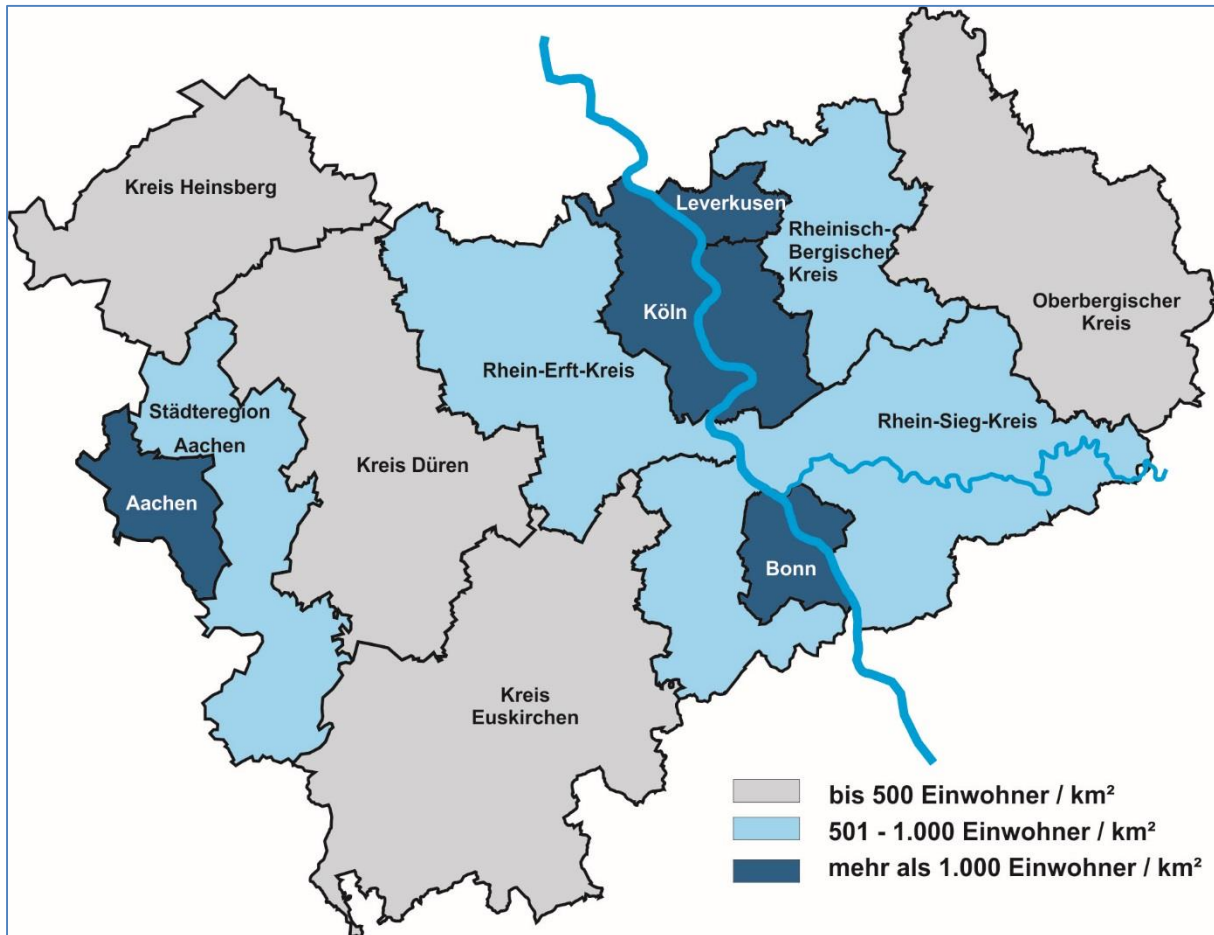 Kreis Heinsberg
Leverkusen
Rheinisch-
Bergischer
Kreis
Köln
Oberbergischer
Kreis
Rhein-Erft-Kreis
Städteregion
Aachen
Rhein-Sieg-Kreis
Kreis Düren
Aachen
Bonn
Kreis
Euskirchen
bis 500 Einwohner / km²
501 - 1.000 Einwohner / km²
mehr als 1.000 Einwohner / km²